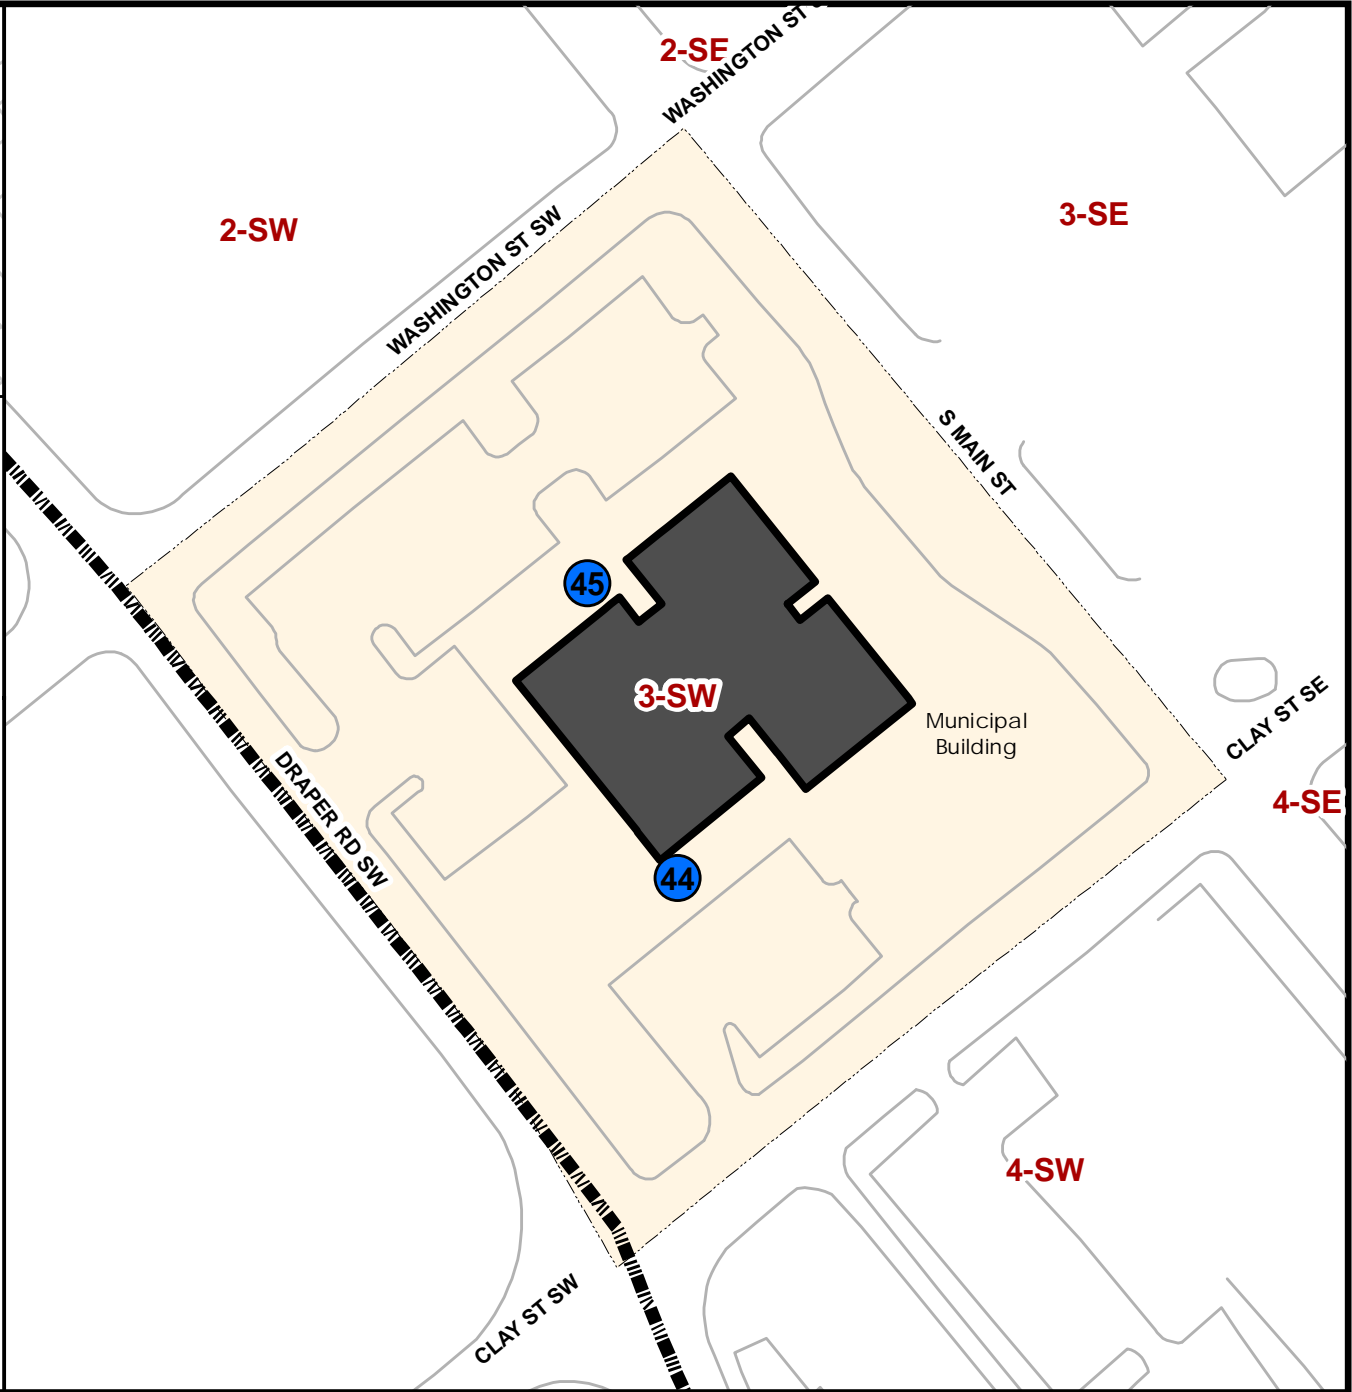 2-SE
WASHINGTON ST
2-SW
3-SE
WASHINGTON ST SW
S MAIN ST
45
3-SW
Municipal
Building
CLAY ST SE
4-SE
DRAPER RD SW
44
4-SW
CLAY ST SW